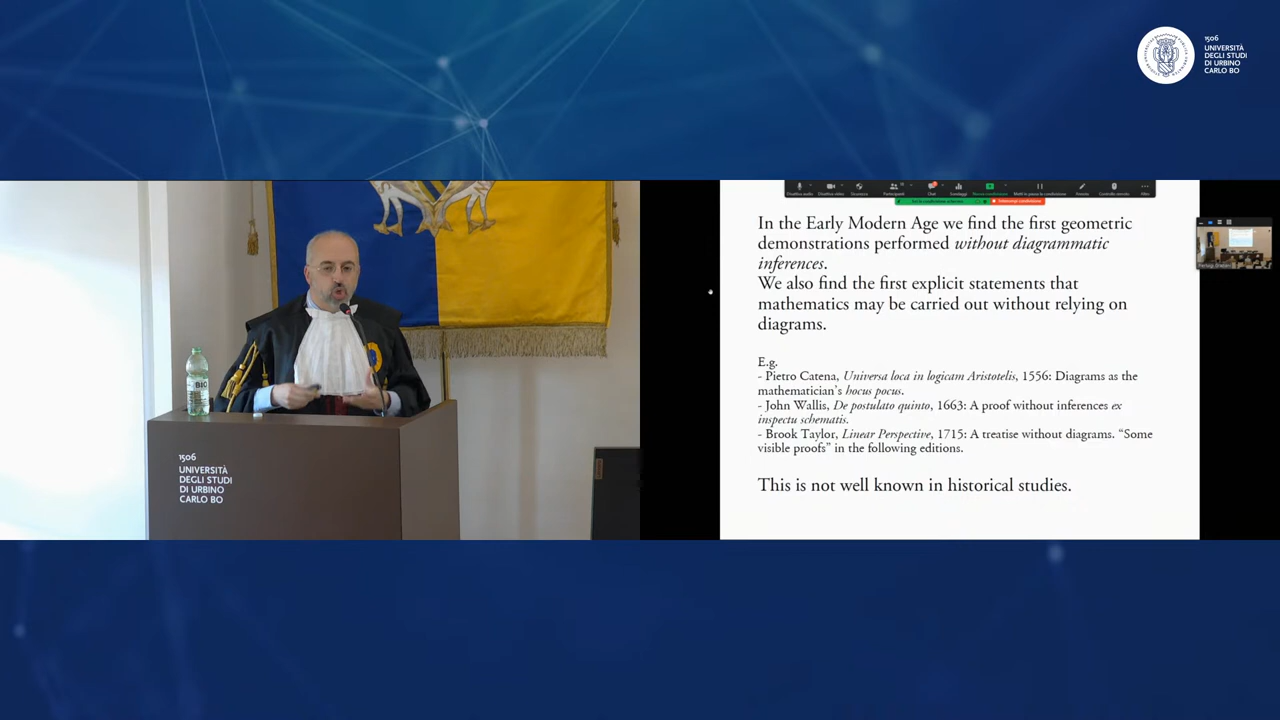 1506
UNIVERSITÀ
DEGLI STUDI
DI URBINO
CARLO BO
In the Early Modern Age we find the first geometric
demonstrations performed without diagrammatic
inferences.
We also find the first explicit statements that
mathematics may be carried out without relying on
diagrams.
E.g.
- Pietro Catena, Universa loca in logicam Aristotelis, 1556: Diagrams as the
mathematician's hocus pocus.
- John Wallis, De postulato quinto, 1663: A proof without inferences ex
inspectu schematis.
- Brook Taylor, Linear Perspective, 1715: A treatise without diagrams. “Some
visible proofs” in the following editions.
This is not well known in historical studies.
BIO
1506
UNIVERSITÀ
DEGLI STUDI
DI URBINO
CARLO BO